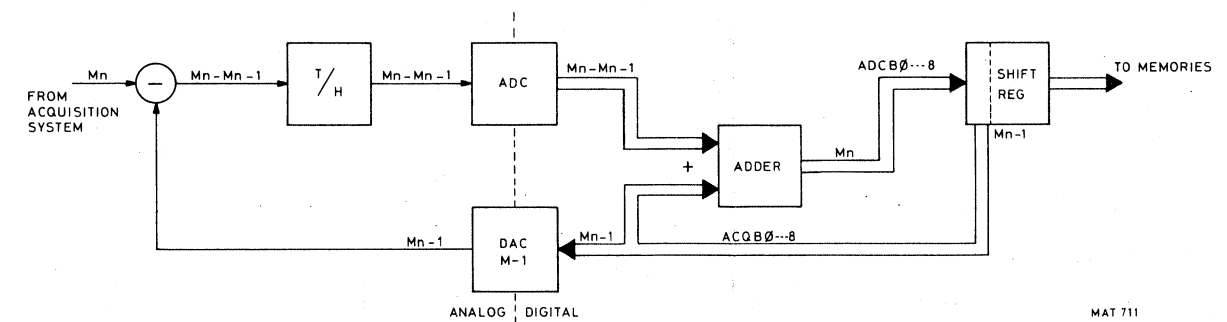 Mn
FROM
ACQUISITION
SYSTEM
−
Mn-Mn-1
T/H
Mn-Mn-1
ADC
Mn-Mn-1
+
ADDER
Mn
ADCBØ---8
SHIFT
REG
TO MEMORIES
Mn-1
Mn-1
DAC
M-1
Mn-1
ACQBØ---8
ANALOG
DIGITAL
MAT 711